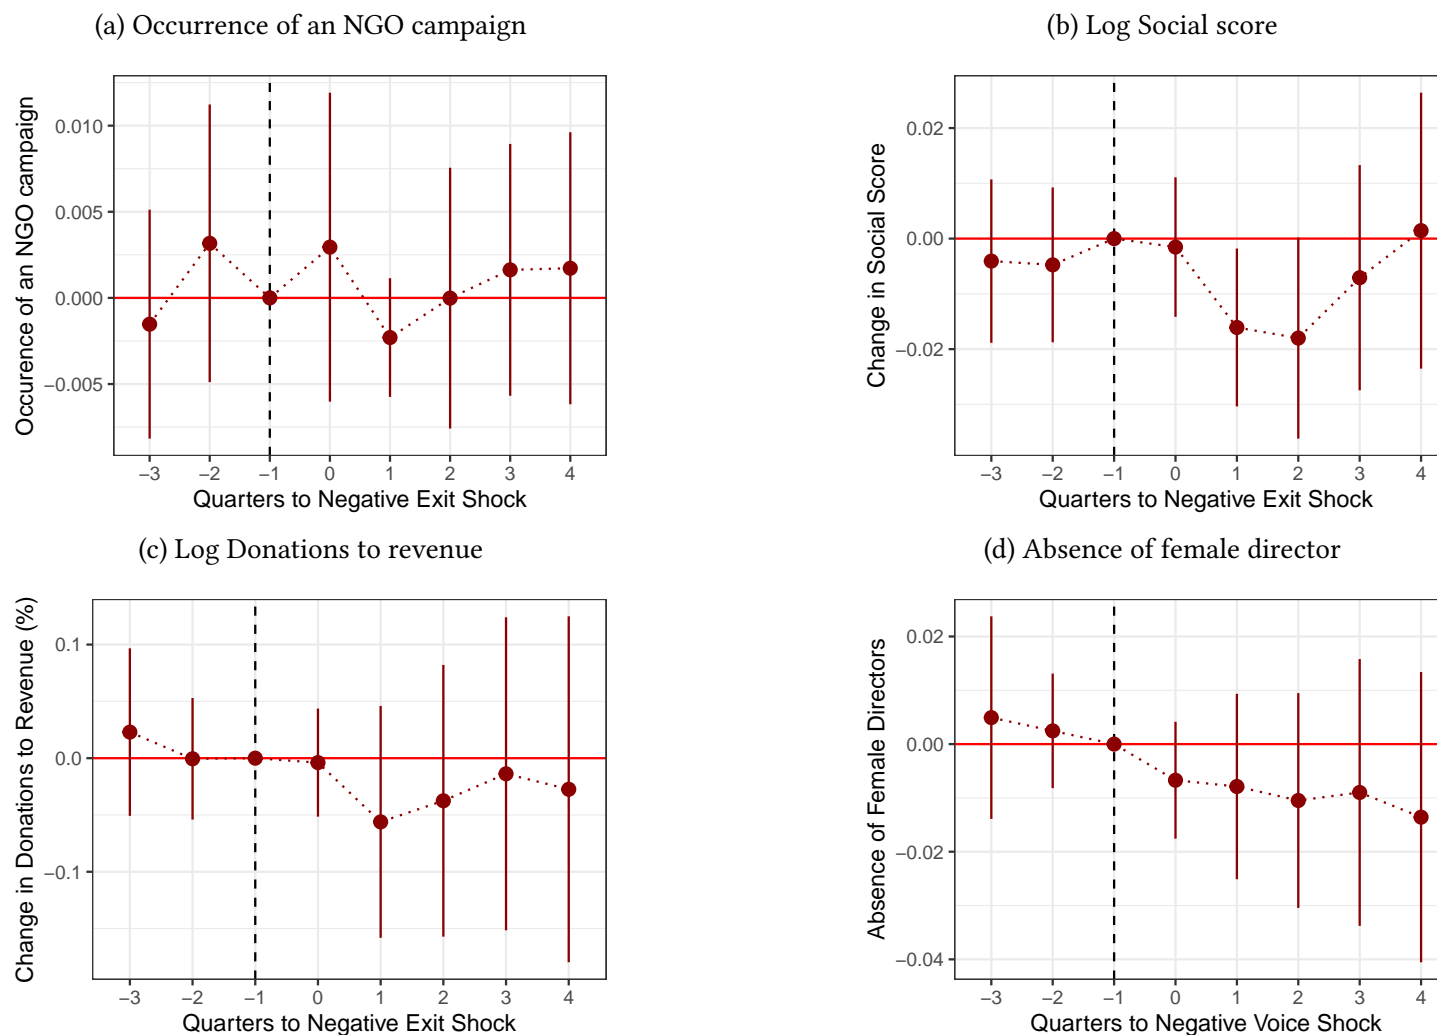 (a) Occurrence of an NGO campaign
Occurence of an NGO campaign
0.010
0.005
0.000
−0.005
−3 −2 −1 0 1 2 3 4
Quarters to Negative Exit Shock
(b) Log Social score
Change in Social Score
0.02
0.00
−0.02
−3 −2 −1 0 1 2 3 4
Quarters to Negative Exit Shock
(c) Log Donations to revenue
Change in Donations to Revenue (%)
0.1
0.0
−0.1
−3 −2 −1 0 1 2 3 4
Quarters to Negative Exit Shock
(d) Absence of female director
Absence of Female Directors
0.02
0.00
−0.02
−0.04
−3 −2 −1 0 1 2 3 4
Quarters to Negative Voice Shock